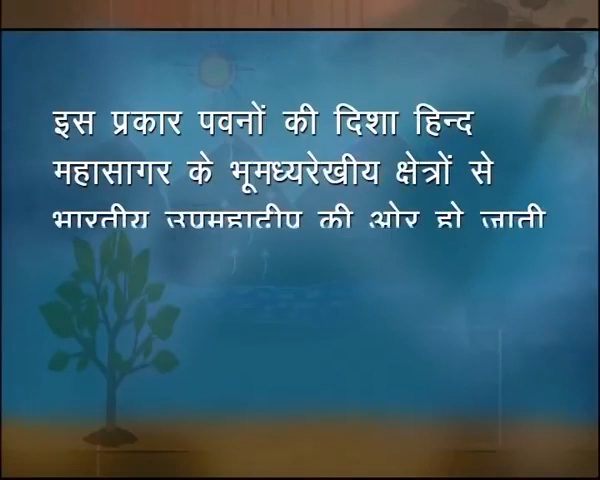 इस प्रकार पवनों की दिशा हिन्द
महासागर के भूमध्यरेखीय क्षेत्रों से
भारतीय उपमहाद्वीप की ओर हो जाती